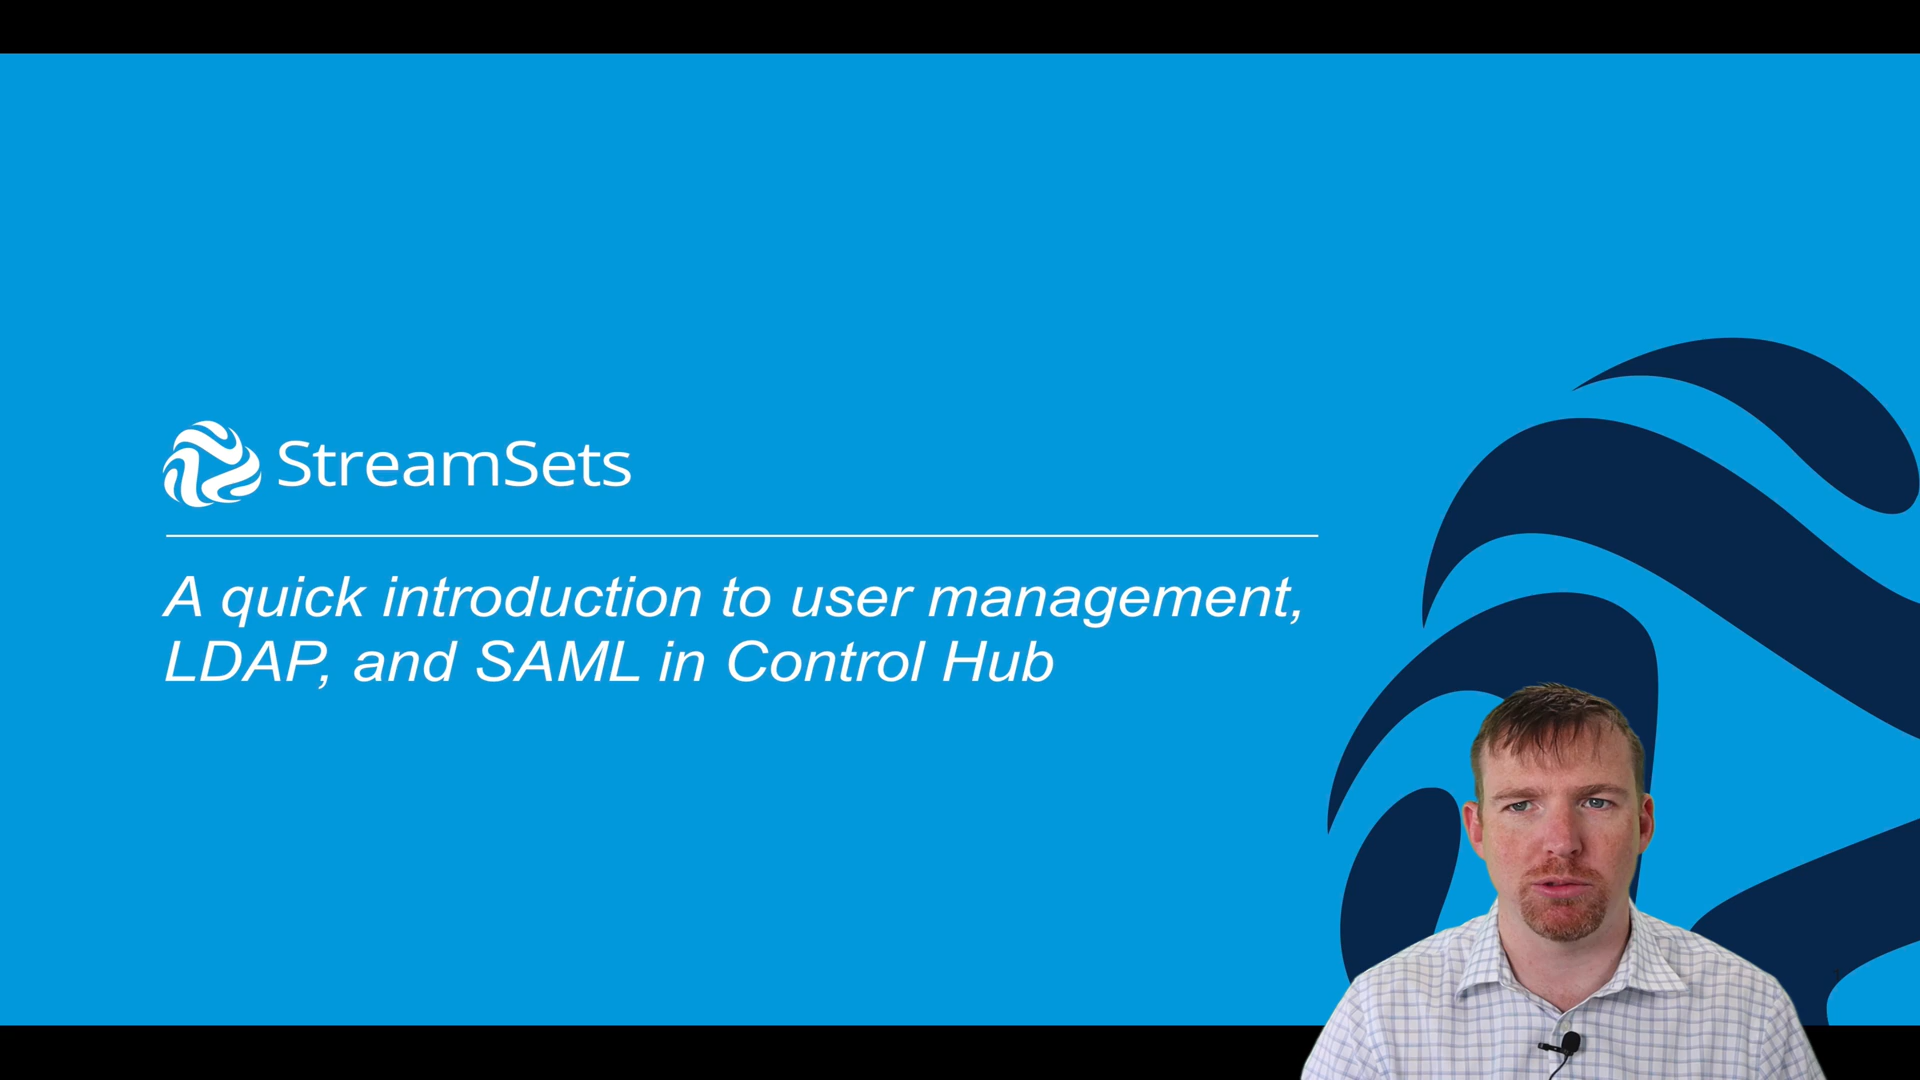 StreamSets
A quick introduction to user management,
LDAP, and SAML in Control Hub